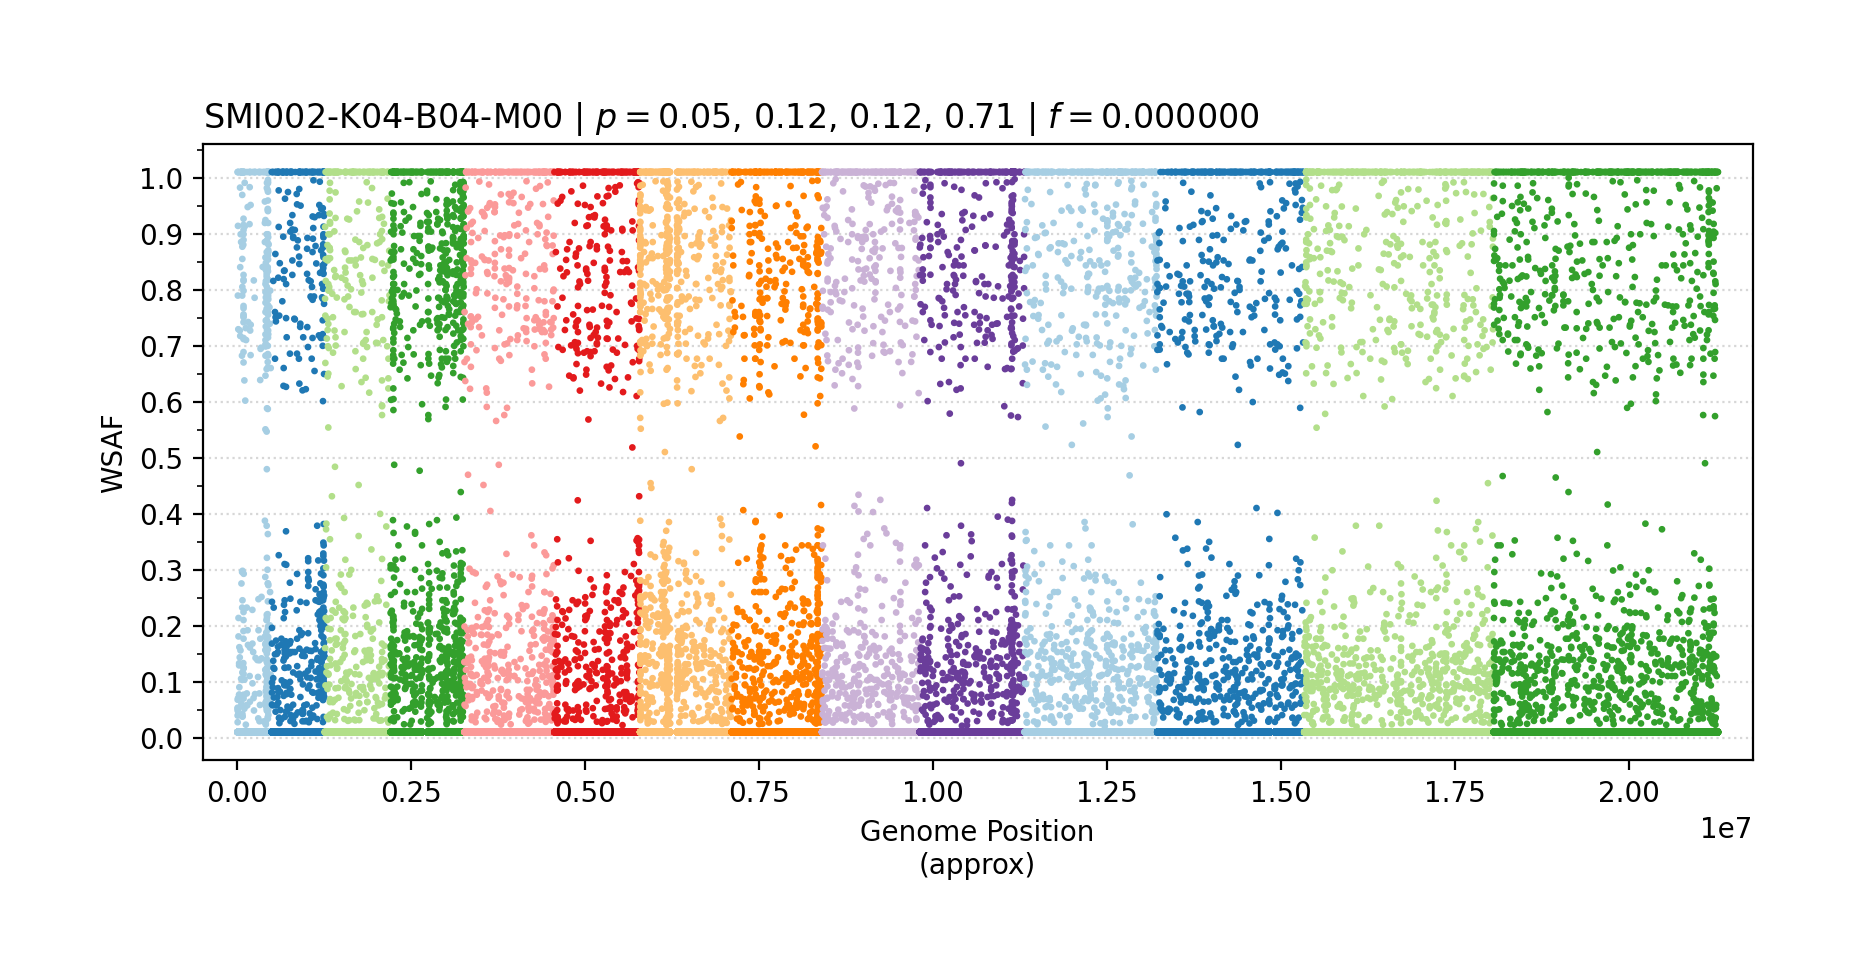 SMI002-K04-B04-M00 | p = 0.05, 0.12, 0.12, 0.71 | f = 0.000000
WSAF
1.0
0.9
0.8
0.7
0.6
0.5
0.4
0.3
0.2
0.1
0.0
0.00 0.25 0.50 0.75 1.00 1.25 1.50 1.75 2.00
1e7
Genome Position
(approx)